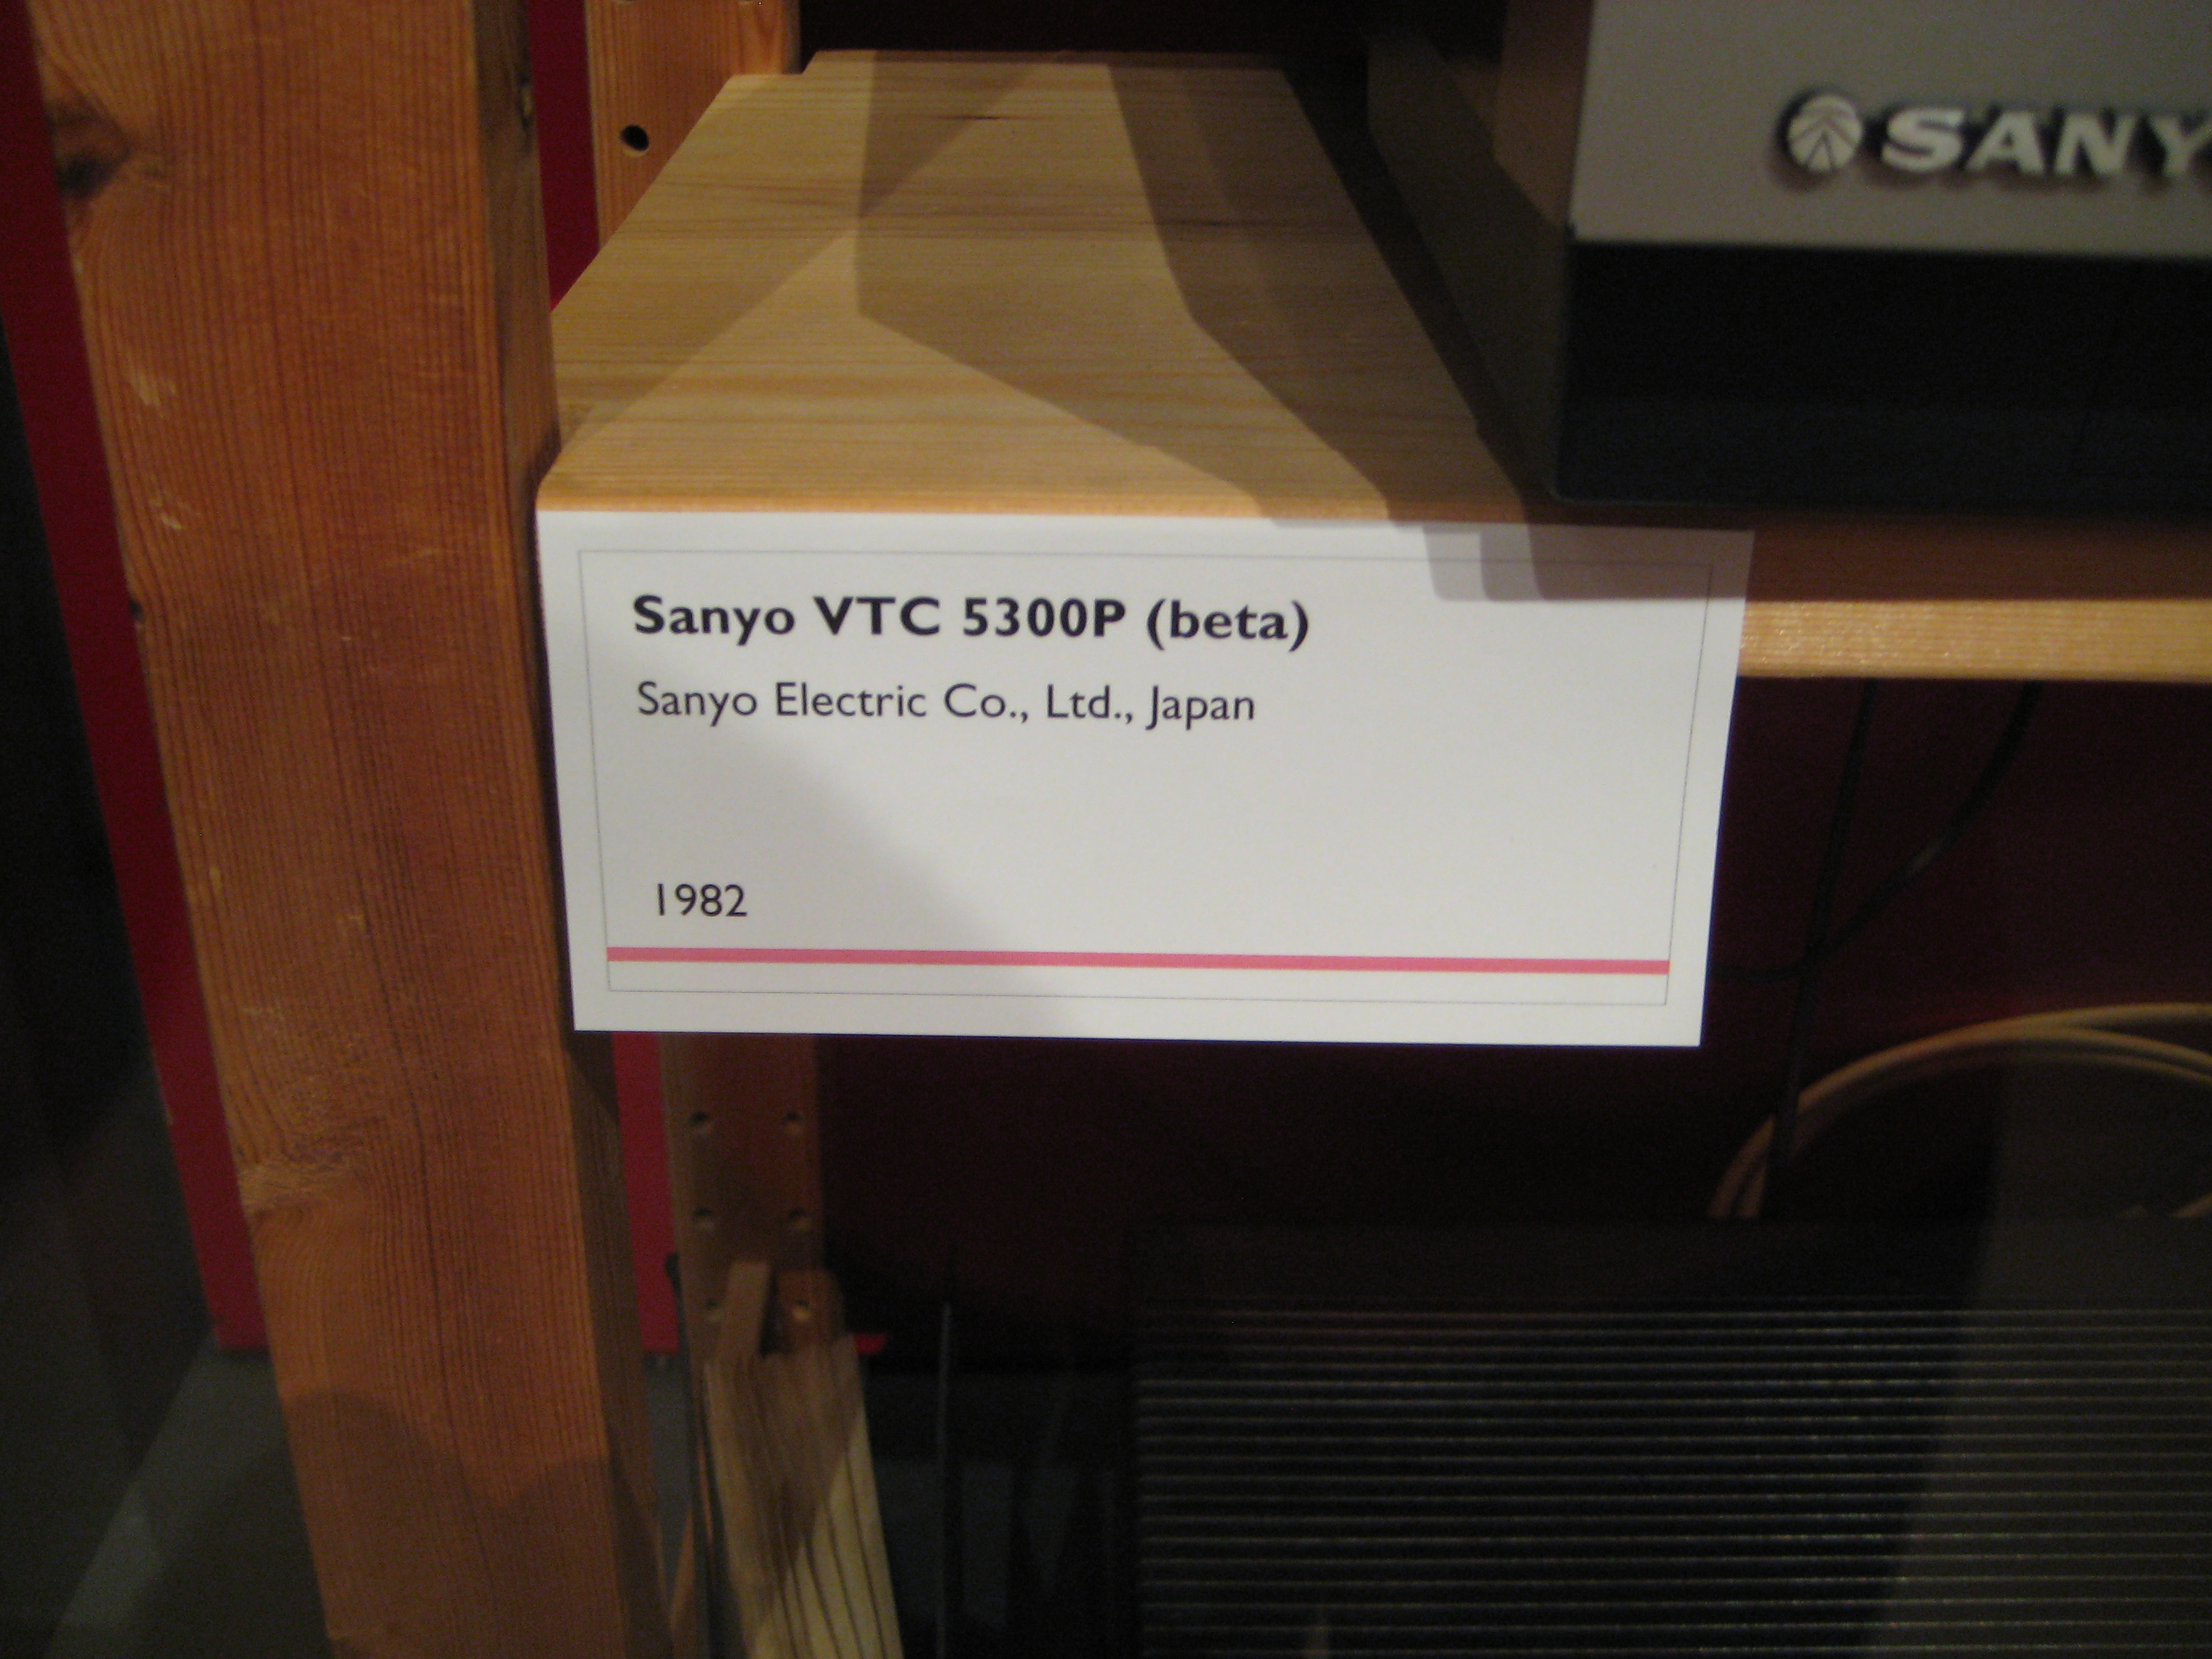 SANY
Sanyo VTC 5300P (beta)
Sanyo Electric Co., Ltd., Japan
1982